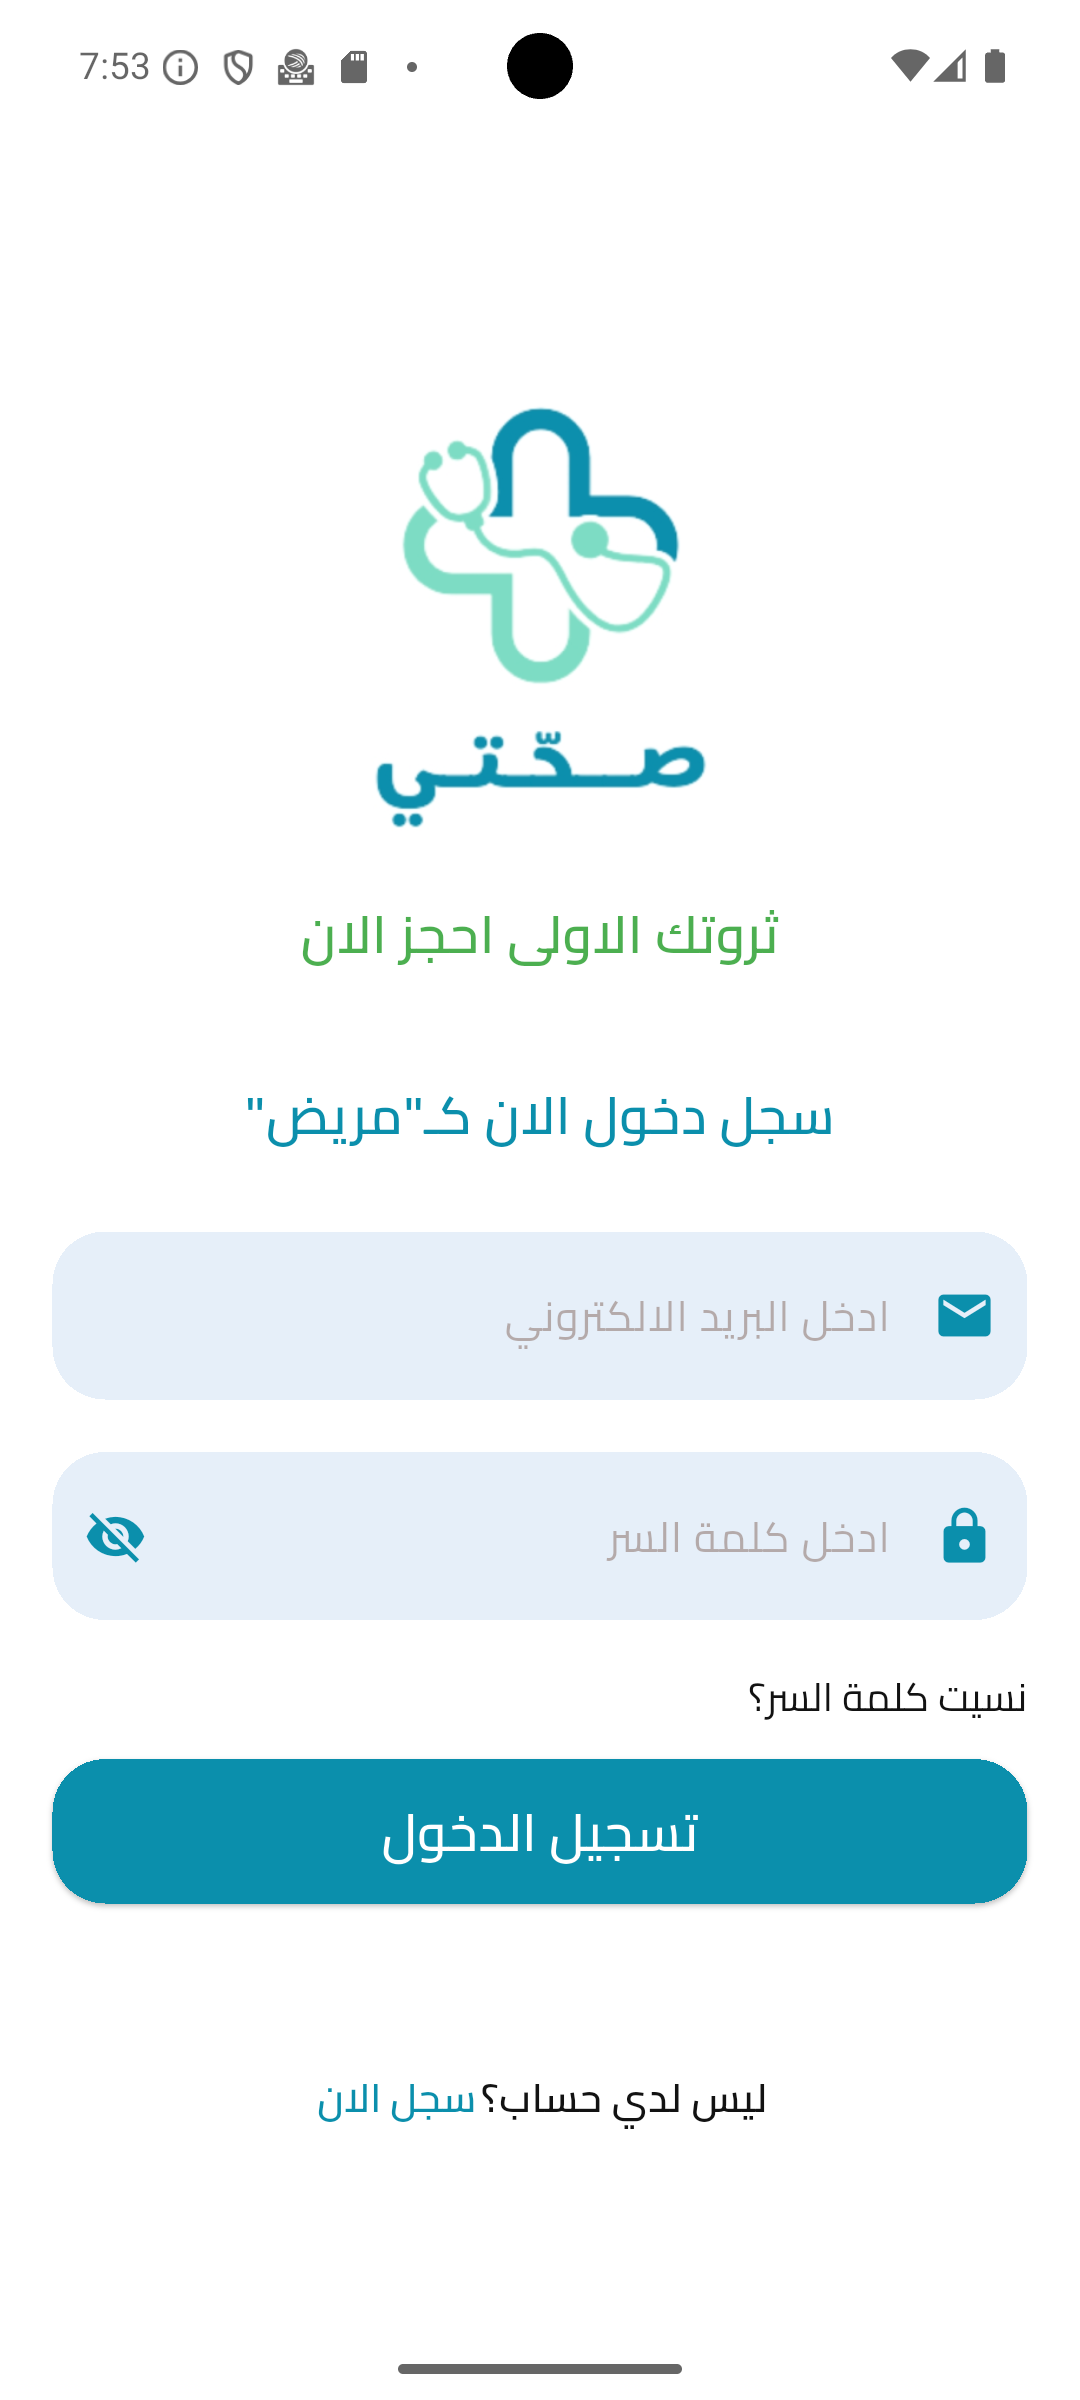 7:53
صحّتي
ثروتك الاولى احجز الان
سجل دخول الان كـ"مريض"
ادخل البريد الالكتروني
ادخل كلمة السر
نسيت كلمة السر؟
تسجيل الدخول
ليس لدي حساب؟سجل الان